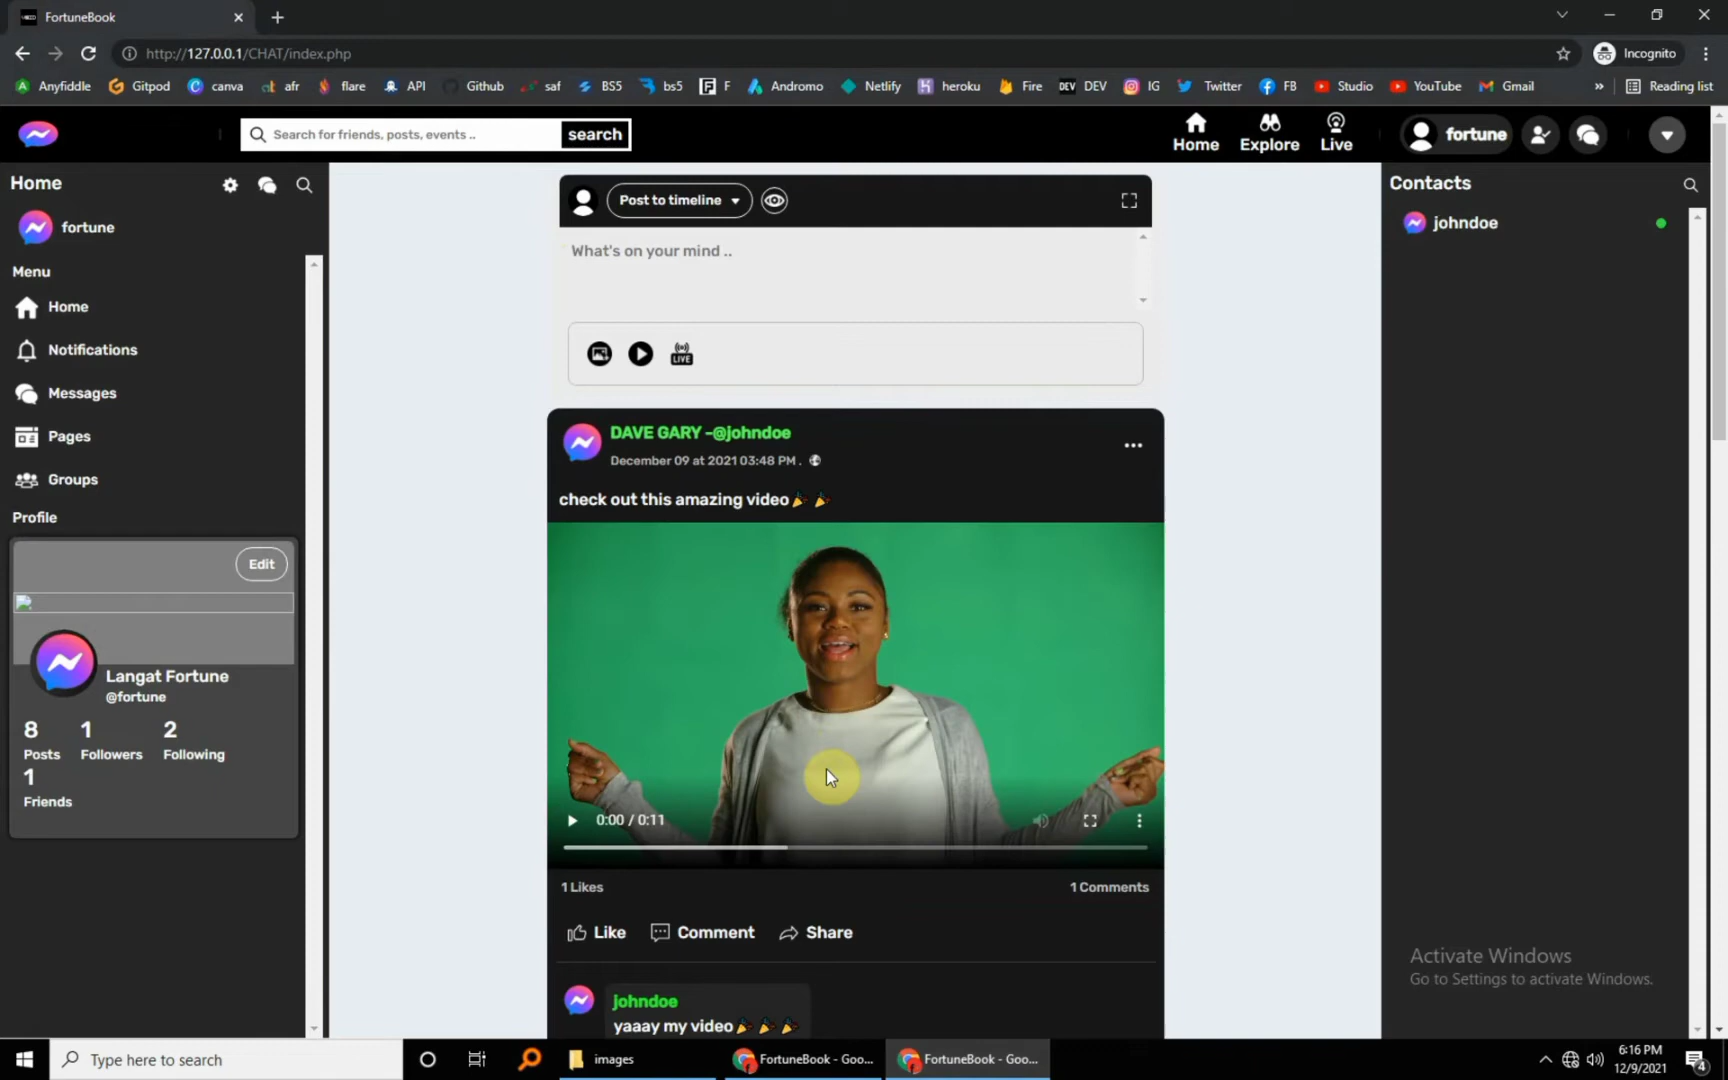 FortuneBook
http://127.0.0.1/CHAT/index.php
Incognito
Anyfiddle
Gitpod
canva
afr
flare
API
Github
saf
BS5
bs5
F
Andromo
Netlify
heroku
Fire
DEV DEV
IG
Twitter
FB
Studio
YouTube
Gmail
»
Reading list
Search for friends, posts, events ..
search
Home
Explore
Live
fortune
Home
fortune
Menu
Home
Notifications
Messages
Pages
Groups
Profile
Edit
Langat Fortune
@fortune
8
Posts
1
Followers
2
Following
1
Friends
Post to timeline
What's on your mind ..
LIVE
DAVE GARY -@johndoe
December 09 at 2021 03:48 PM .
check out this amazing video🎉 🎉
0:00 / 0:11
1 Likes
1 Comments
Like
Comment
Share
johndoe
yaaay my video🎉 🎉 🎉
Contacts
johndoe
Activate Windows
Go to Settings to activate Windows.
Type here to search
images
FortuneBook - Goo...
FortuneBook - Goo...
6:16 PM
12/9/2021
4